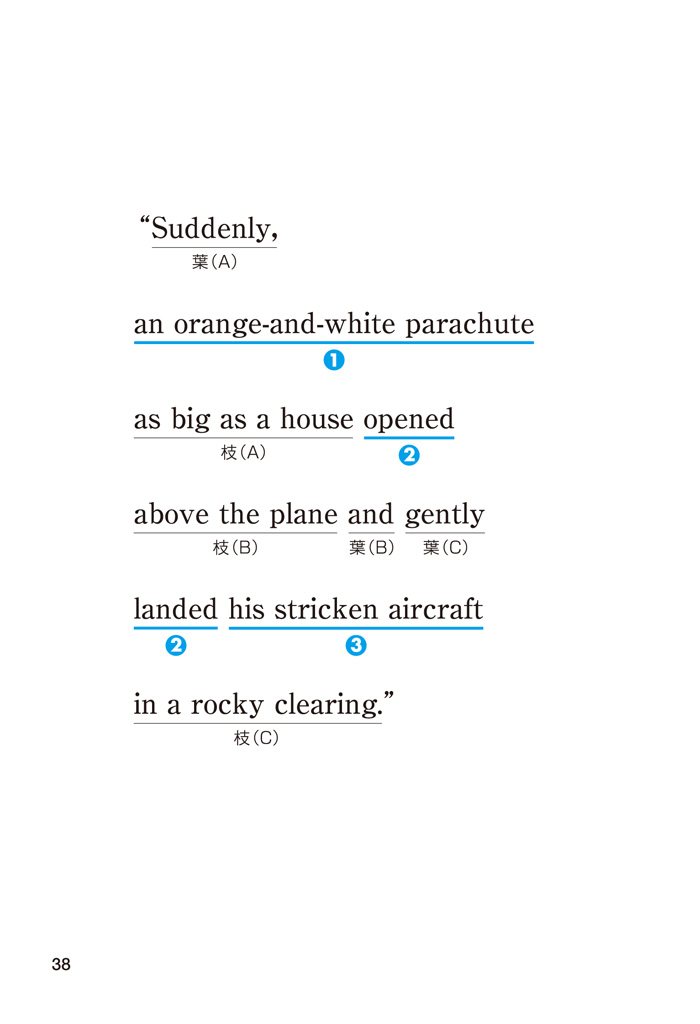 “Suddenly,
葉（A）
an orange-and-white parachute
❶
as big as a house opened
枝（A） ❷
above the plane and gently
枝（B） 葉（B） 葉（C）
landed his stricken aircraft
❷ ❸
in a rocky clearing.”
枝（C）
38